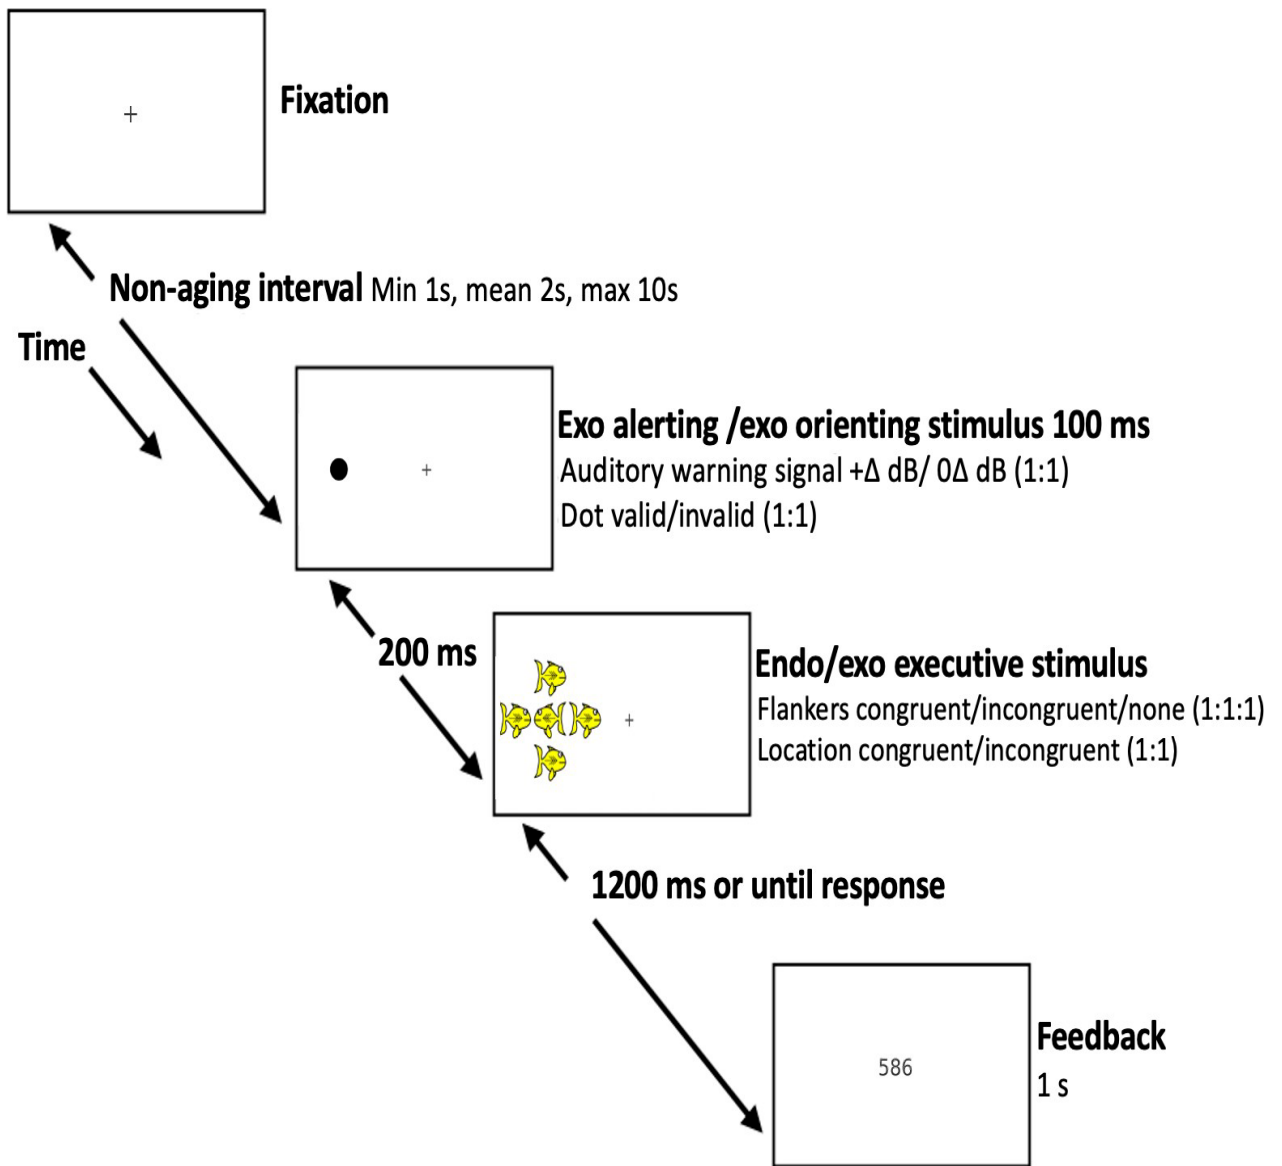 Fixation
Non-aging interval Min 1s, mean 2s, max 10s
Time
Exo alerting /exo orienting stimulus 100 ms
Auditory warning signal +Δ dB/ 0Δ dB (1:1)
Dot valid/invalid (1:1)
200 ms
Endo/exo executive stimulus
Flankers congruent/incongruent/none (1:1:1)
Location congruent/incongruent (1:1)
1200 ms or until response
586
Feedback
1 s